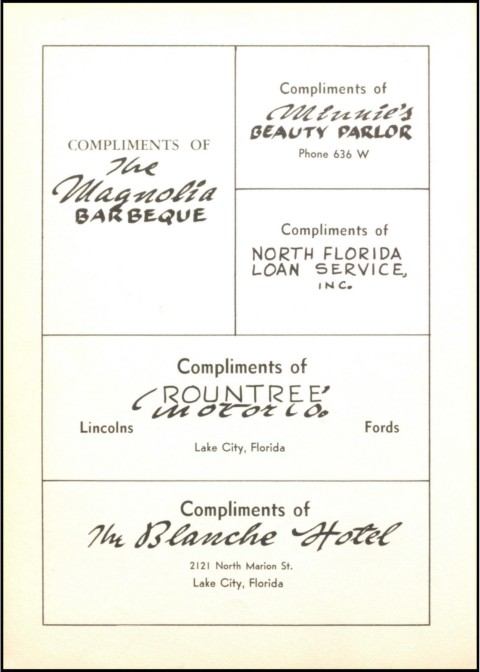 COMPLIMENTS OF
The
Magnolia
BARBEQUE
Compliments of
Minnie's
BEAUTY PARLOR
Phone 636 W
Compliments of
NORTH FLORIDA
LOAN SERVICE,
INC.
Compliments of
ROUNTREE
MOTOR CO.
Lincolns
Fords
Lake City, Florida
Compliments of
The Blanche Hotel
2121 North Marion St.
Lake City, Florida